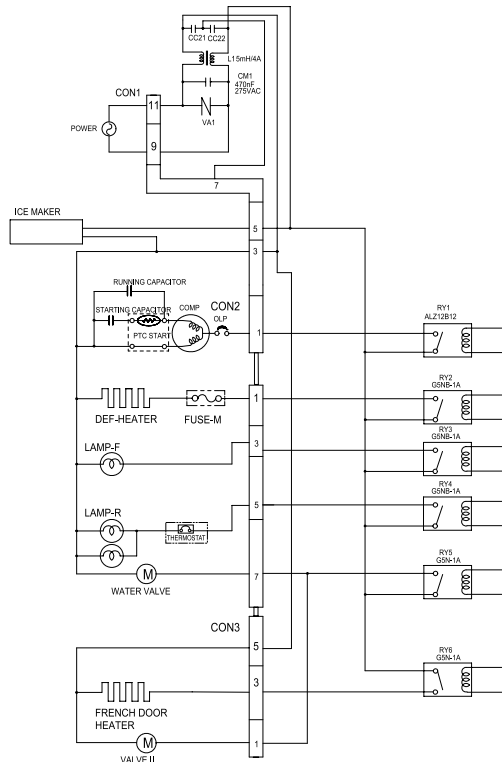 CC21 CC22
L15mH/4A
CM1
470nF
275VAC
CON1
11
VA1
POWER
9
7
ICE MAKER
5
3
RUNNING CAPACITOR
STARTING CAPACITOR
COMP
CON2
OLP
PTC START
1
RY1
ALZ12B12
DEF-HEATER
FUSE-M
1
RY2
G5NB-1A
LAMP-F
3
RY3
G5NB-1A
LAMP-R
THERMOSTAT
5
RY4
G5NB-1A
M
WATER VALVE
7
RY5
G5N-1A
CON3
5
3
RY6
G5N-1A
FRENCH DOOR
HEATER
M
1
VALVE II